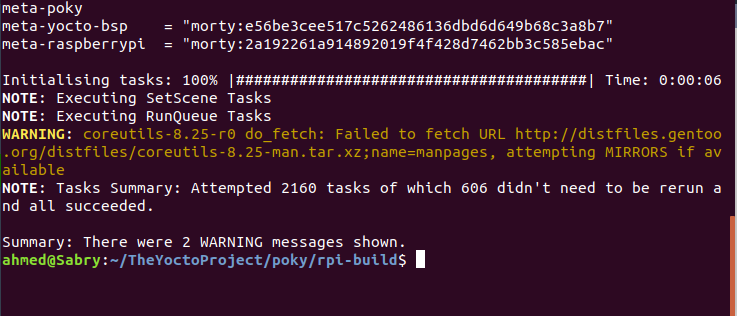 meta-poky
meta-yocto-bsp    = "morty:e56be3cee517c5262486136dbd6d649b68c3a8b7"
meta-raspberrypi  = "morty:2a192261a914892019f4f428d7462bb3c585ebac"

Initialising tasks: 100% |#######################################| Time: 0:00:06
NOTE: Executing SetScene Tasks
NOTE: Executing RunQueue Tasks
WARNING: coreutils-8.25-r0 do_fetch: Failed to fetch URL http://distfiles.gentoo
.org/distfiles/coreutils-8.25-man.tar.xz;name=manpages, attempting MIRRORS if av
ailable
NOTE: Tasks Summary: Attempted 2160 tasks of which 606 didn't need to be rerun a
nd all succeeded.

Summary: There were 2 WARNING messages shown.
ahmed@Sabry:~/TheYoctoProject/poky/rpi-build$